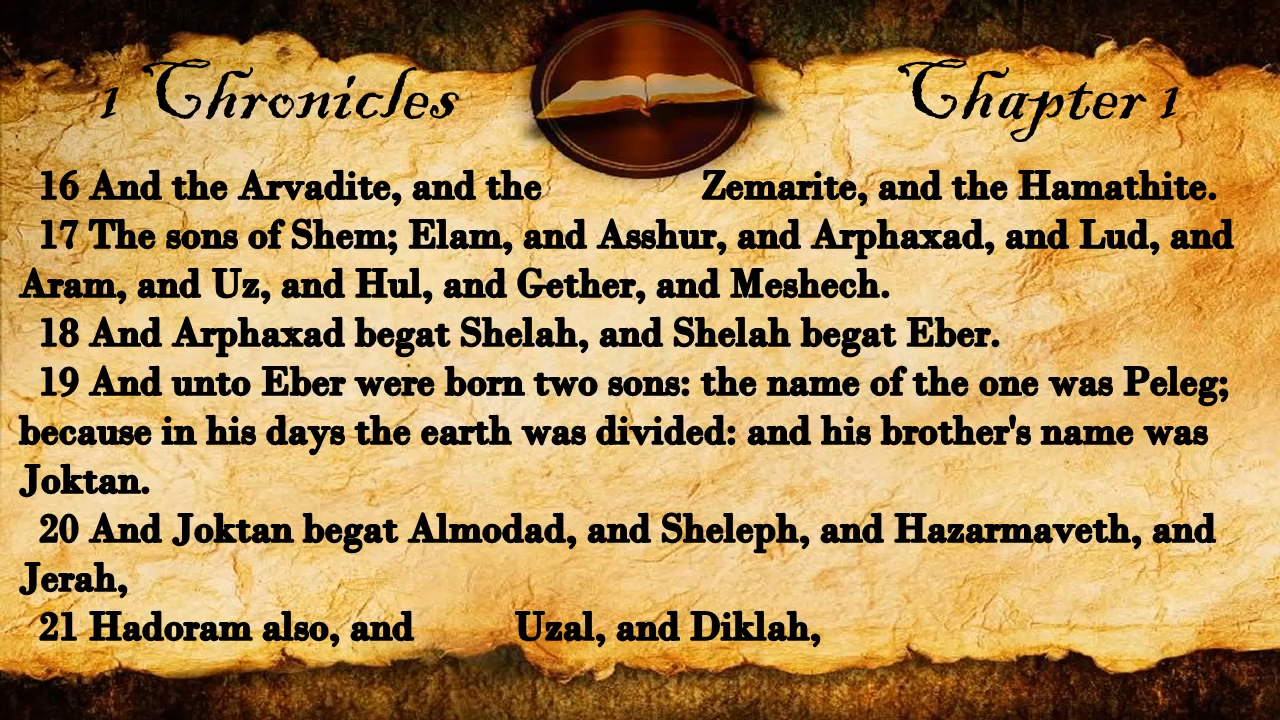 1 Chronicles Chapter 1
16 And the Arvadite, and the Zemarite, and the Hamathite.
17 The sons of Shem; Elam, and Asshur, and Arphaxad, and Lud, and
Aram, and Uz, and Hul, and Gether, and Meshech.
18 And Arphaxad begat Shelah, and Shelah begat Eber.
19 And unto Eber were born two sons: the name of the one was Peleg;
because in his days the earth was divided: and his brother's name was
Joktan.
20 And Joktan begat Almodad, and Sheleph, and Hazarmaveth, and
Jerah,
21 Hadoram also, and Uzal, and Diklah,